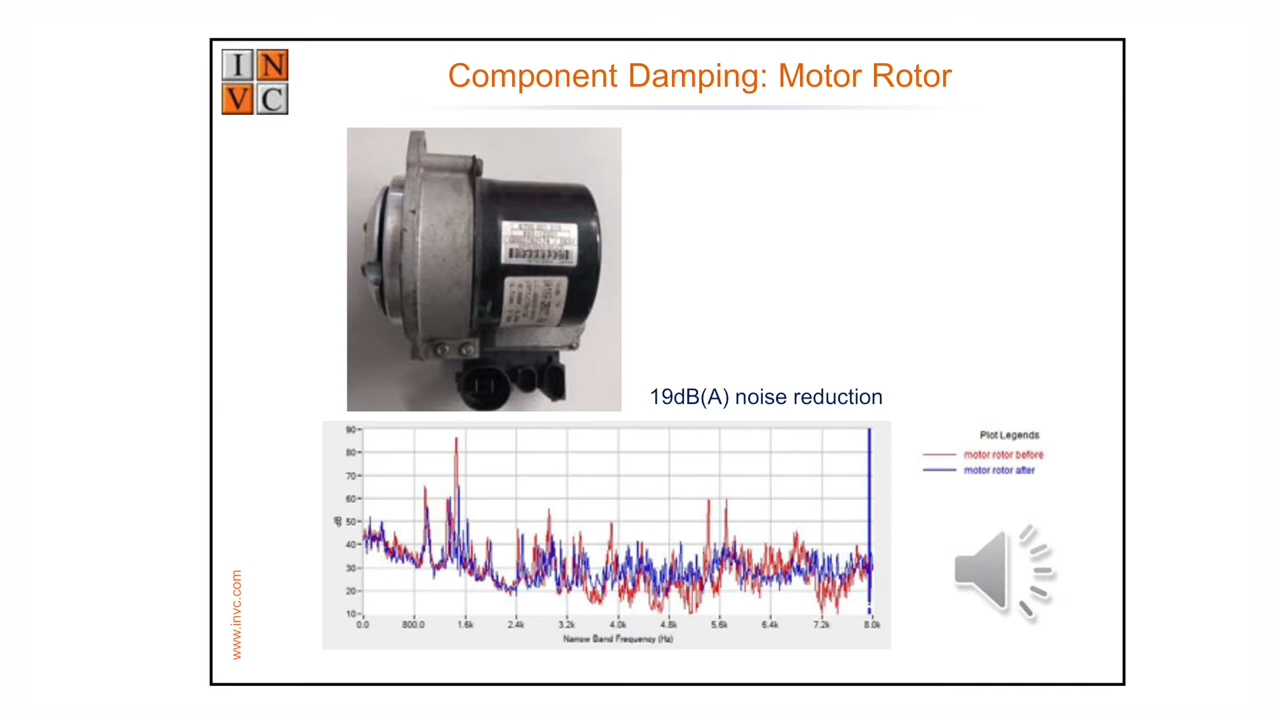 I N
V C
Component Damping: Motor Rotor
19dB(A) noise reduction
90
80
70
60
50
40
30
20
10
dB
0.0 800.0 1.6k 2.4k 3.2k 4.0k 4.8k 5.6k 6.4k 7.2k 8.0k
Narrow Band Frequency (Hz)
Plot Legends
motor rotor before
motor rotor after
www.invc.com